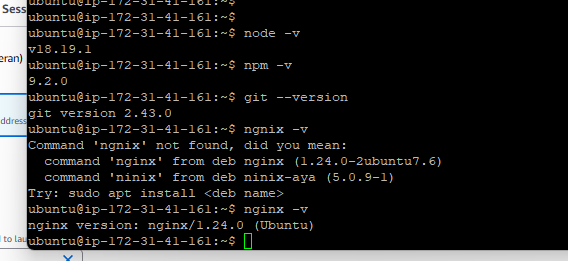 Sess
ubuntu@ip-172-31-41-161:~$
ubuntu@ip-172-31-41-161:~$
ubuntu@ip-172-31-41-161:~$ node -v
v18.19.1
eran)
ubuntu@ip-172-31-41-161:~$ npm -v
9.2.0
ubuntu@ip-172-31-41-161:~$ git --version
git version 2.43.0
address
ubuntu@ip-172-31-41-161:~$ ngnix -v
Command 'ngnix' not found, did you mean:
  command 'nginx' from deb nginx (1.24.0-2ubuntu7.6)
  command 'ninix' from deb ninix-aya (5.0.9-1)
Try: sudo apt install <deb name>
ubuntu@ip-172-31-41-161:~$ nginx -v
nginx version: nginx/1.24.0 (Ubuntu)
d to lau
ubuntu@ip-172-31-41-161:~$